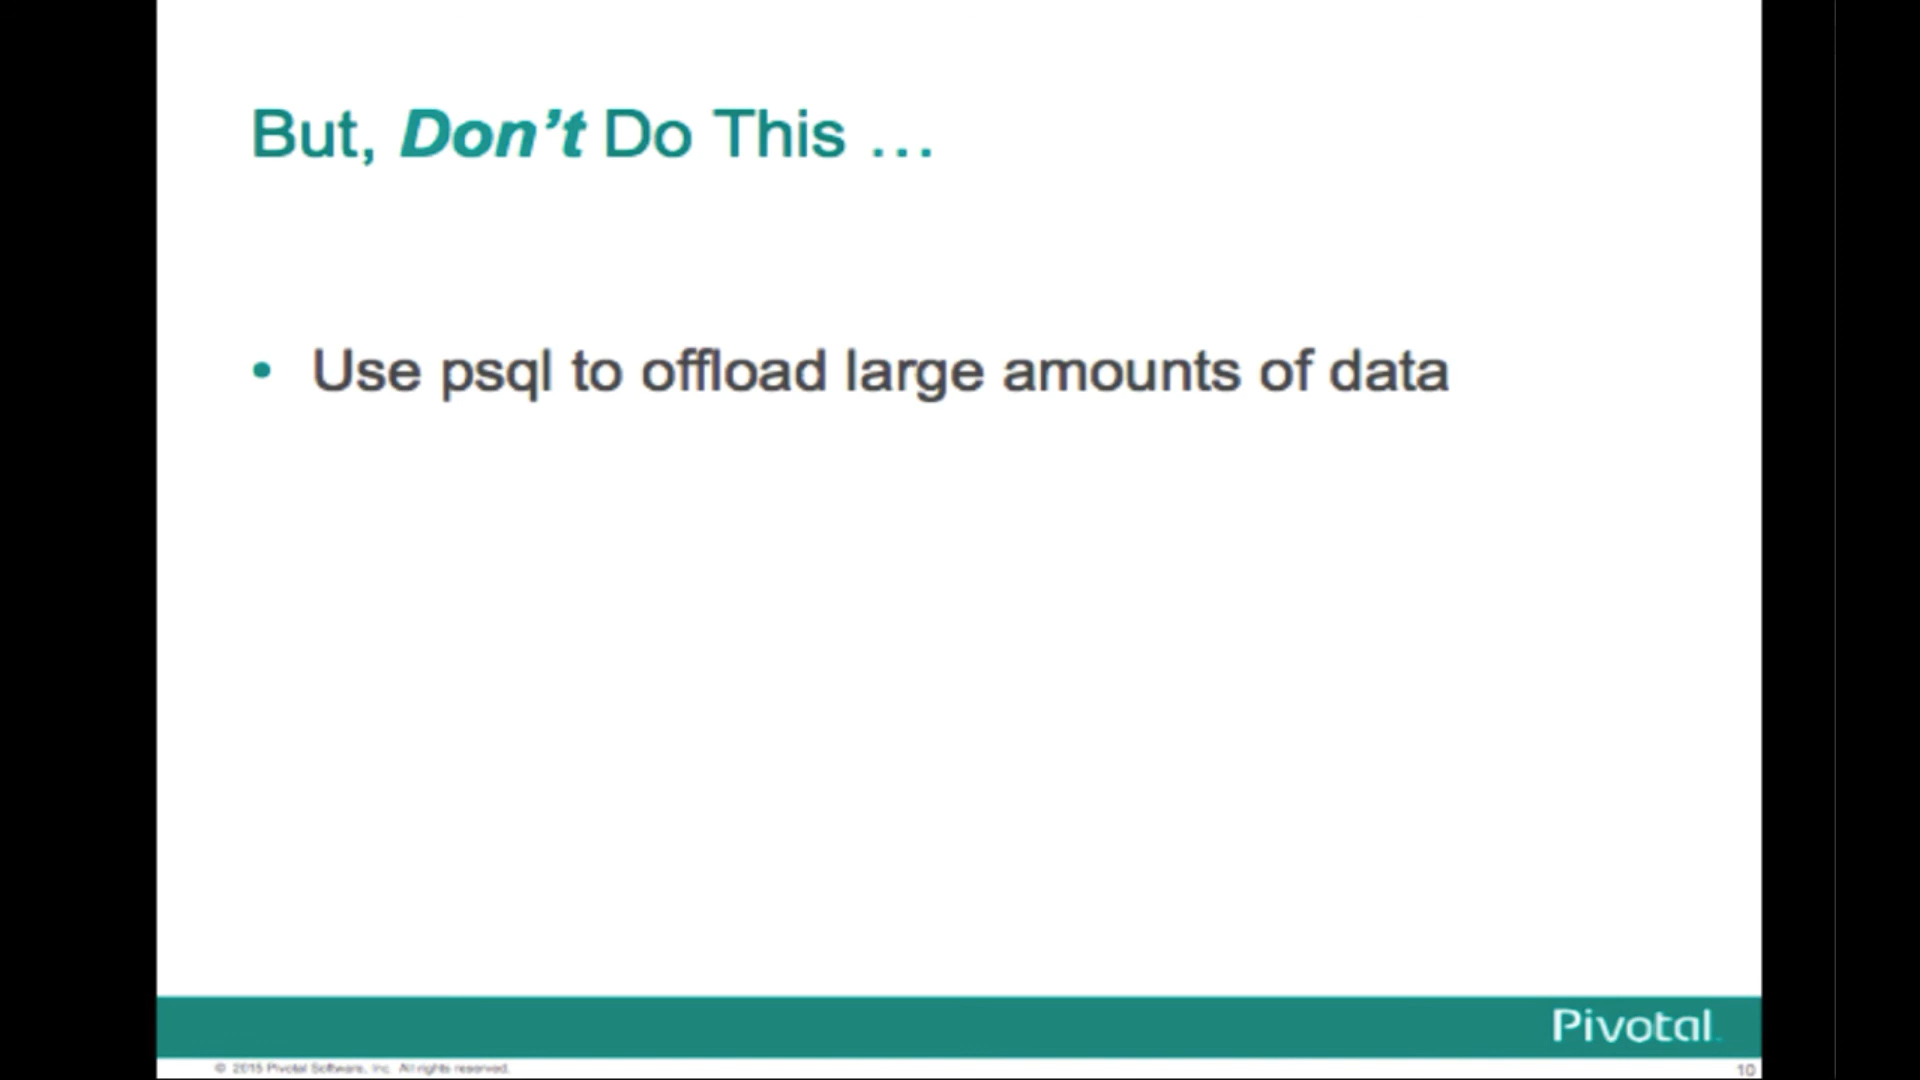 But, Don’t Do This …
• Use psql to offload large amounts of data
Pivotal
© 2015 Pivotal Software, Inc. All rights reserved.
10